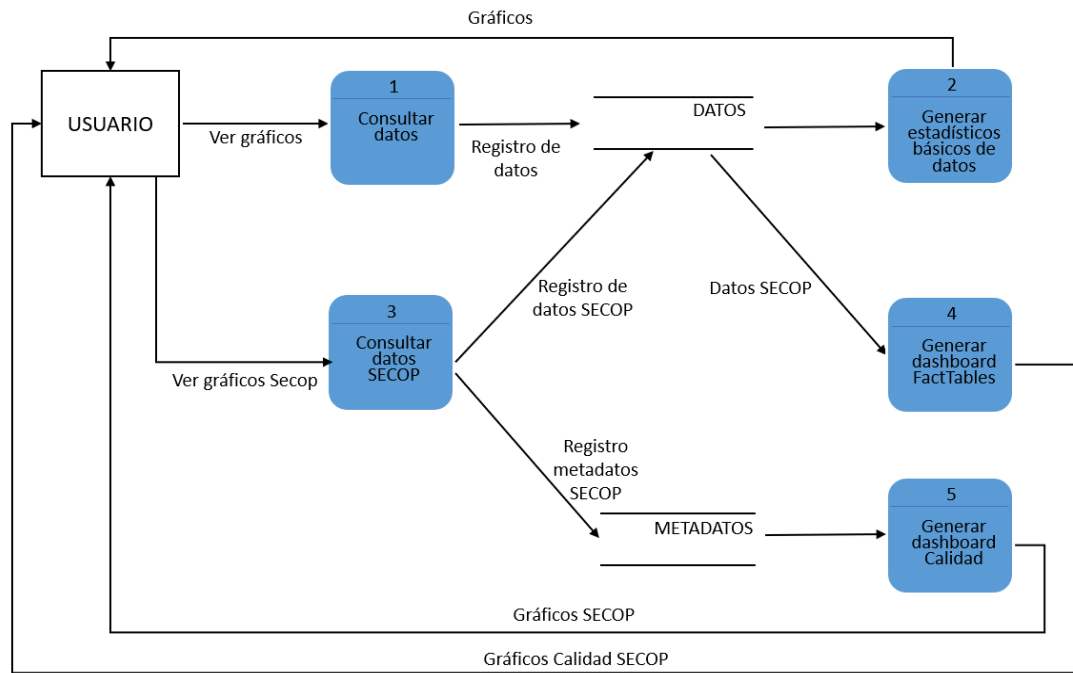 Gráficos
USUARIO
Ver gráficos
1
Consultar
datos
Registro de
datos
DATOS
2
Generar
estadísticos
básicos de
datos
Registro de
datos SECOP
Datos SECOP
3
Consultar
datos
SECOP
Ver gráficos Secop
4
Generar
dashboard
FactTables
Registro
metadatos
SECOP
METADATOS
5
Generar
dashboard
Calidad
Gráficos SECOP
Gráficos Calidad SECOP